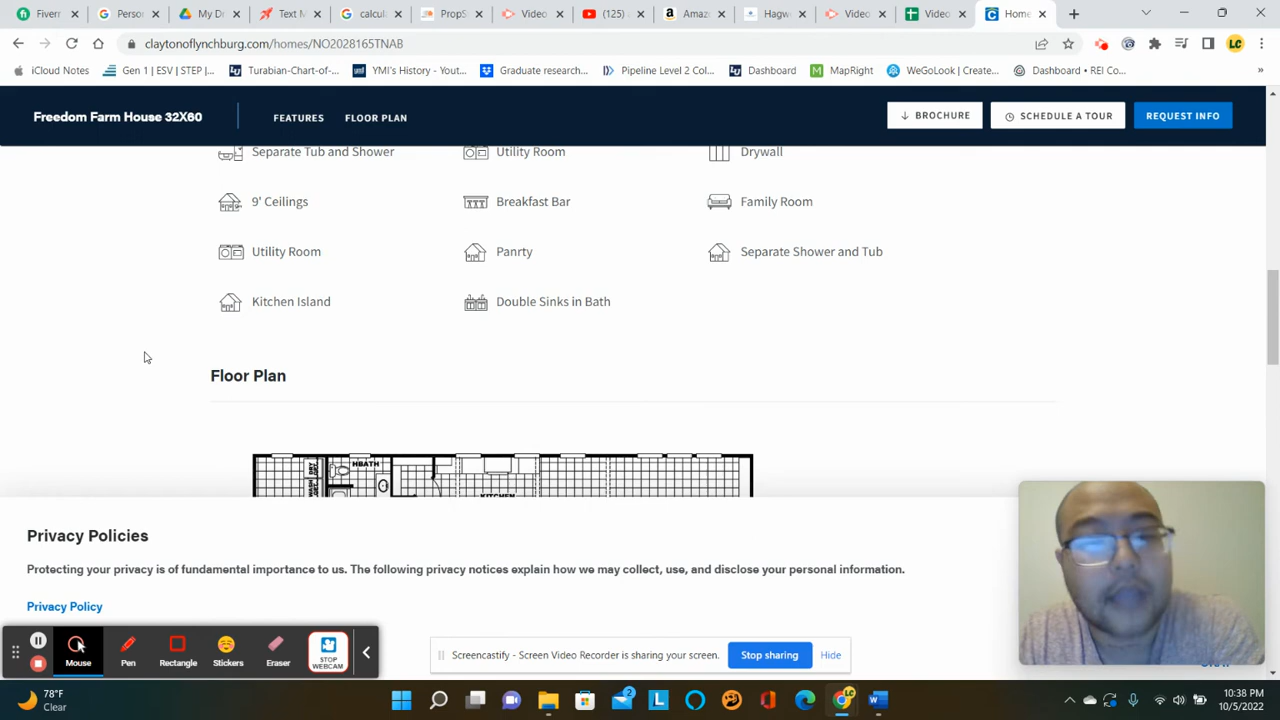 Fiverr
Person
My Dr
Text M
calcula
PropS
Video
(125)
Amaz
Hagw
Video
Video
Home
claytonoflynchburg.com/homes/NO2028165TNAB
iCloud Notes
Gen 1 | ESV | STEP |...
Turabian-Chart-of-...
YMI's History - Yout...
Graduate research...
Pipeline Level 2 Col...
Dashboard
MapRight
WeGoLook | Create...
Dashboard • REI Co...
Freedom Farm House 32X60
FEATURES
FLOOR PLAN
BROCHURE
SCHEDULE A TOUR
REQUEST INFO
Separate Tub and Shower
Utility Room
Drywall
9' Ceilings
Breakfast Bar
Family Room
Utility Room
Panrty
Separate Shower and Tub
Kitchen Island
Double Sinks in Bath
Floor Plan
HBATH
KITCHEN
Privacy Policies
Protecting your privacy is of fundamental importance to us. The following privacy notices explain how we may collect, use, and disclose your personal information.
Privacy Policy
Mouse
Pen
Rectangle
Stickers
Eraser
STOP
WEBCAM
Screencastify - Screen Video Recorder is sharing your screen.
Stop sharing
Hide
78°F
Clear
10:38 PM
10/5/2022